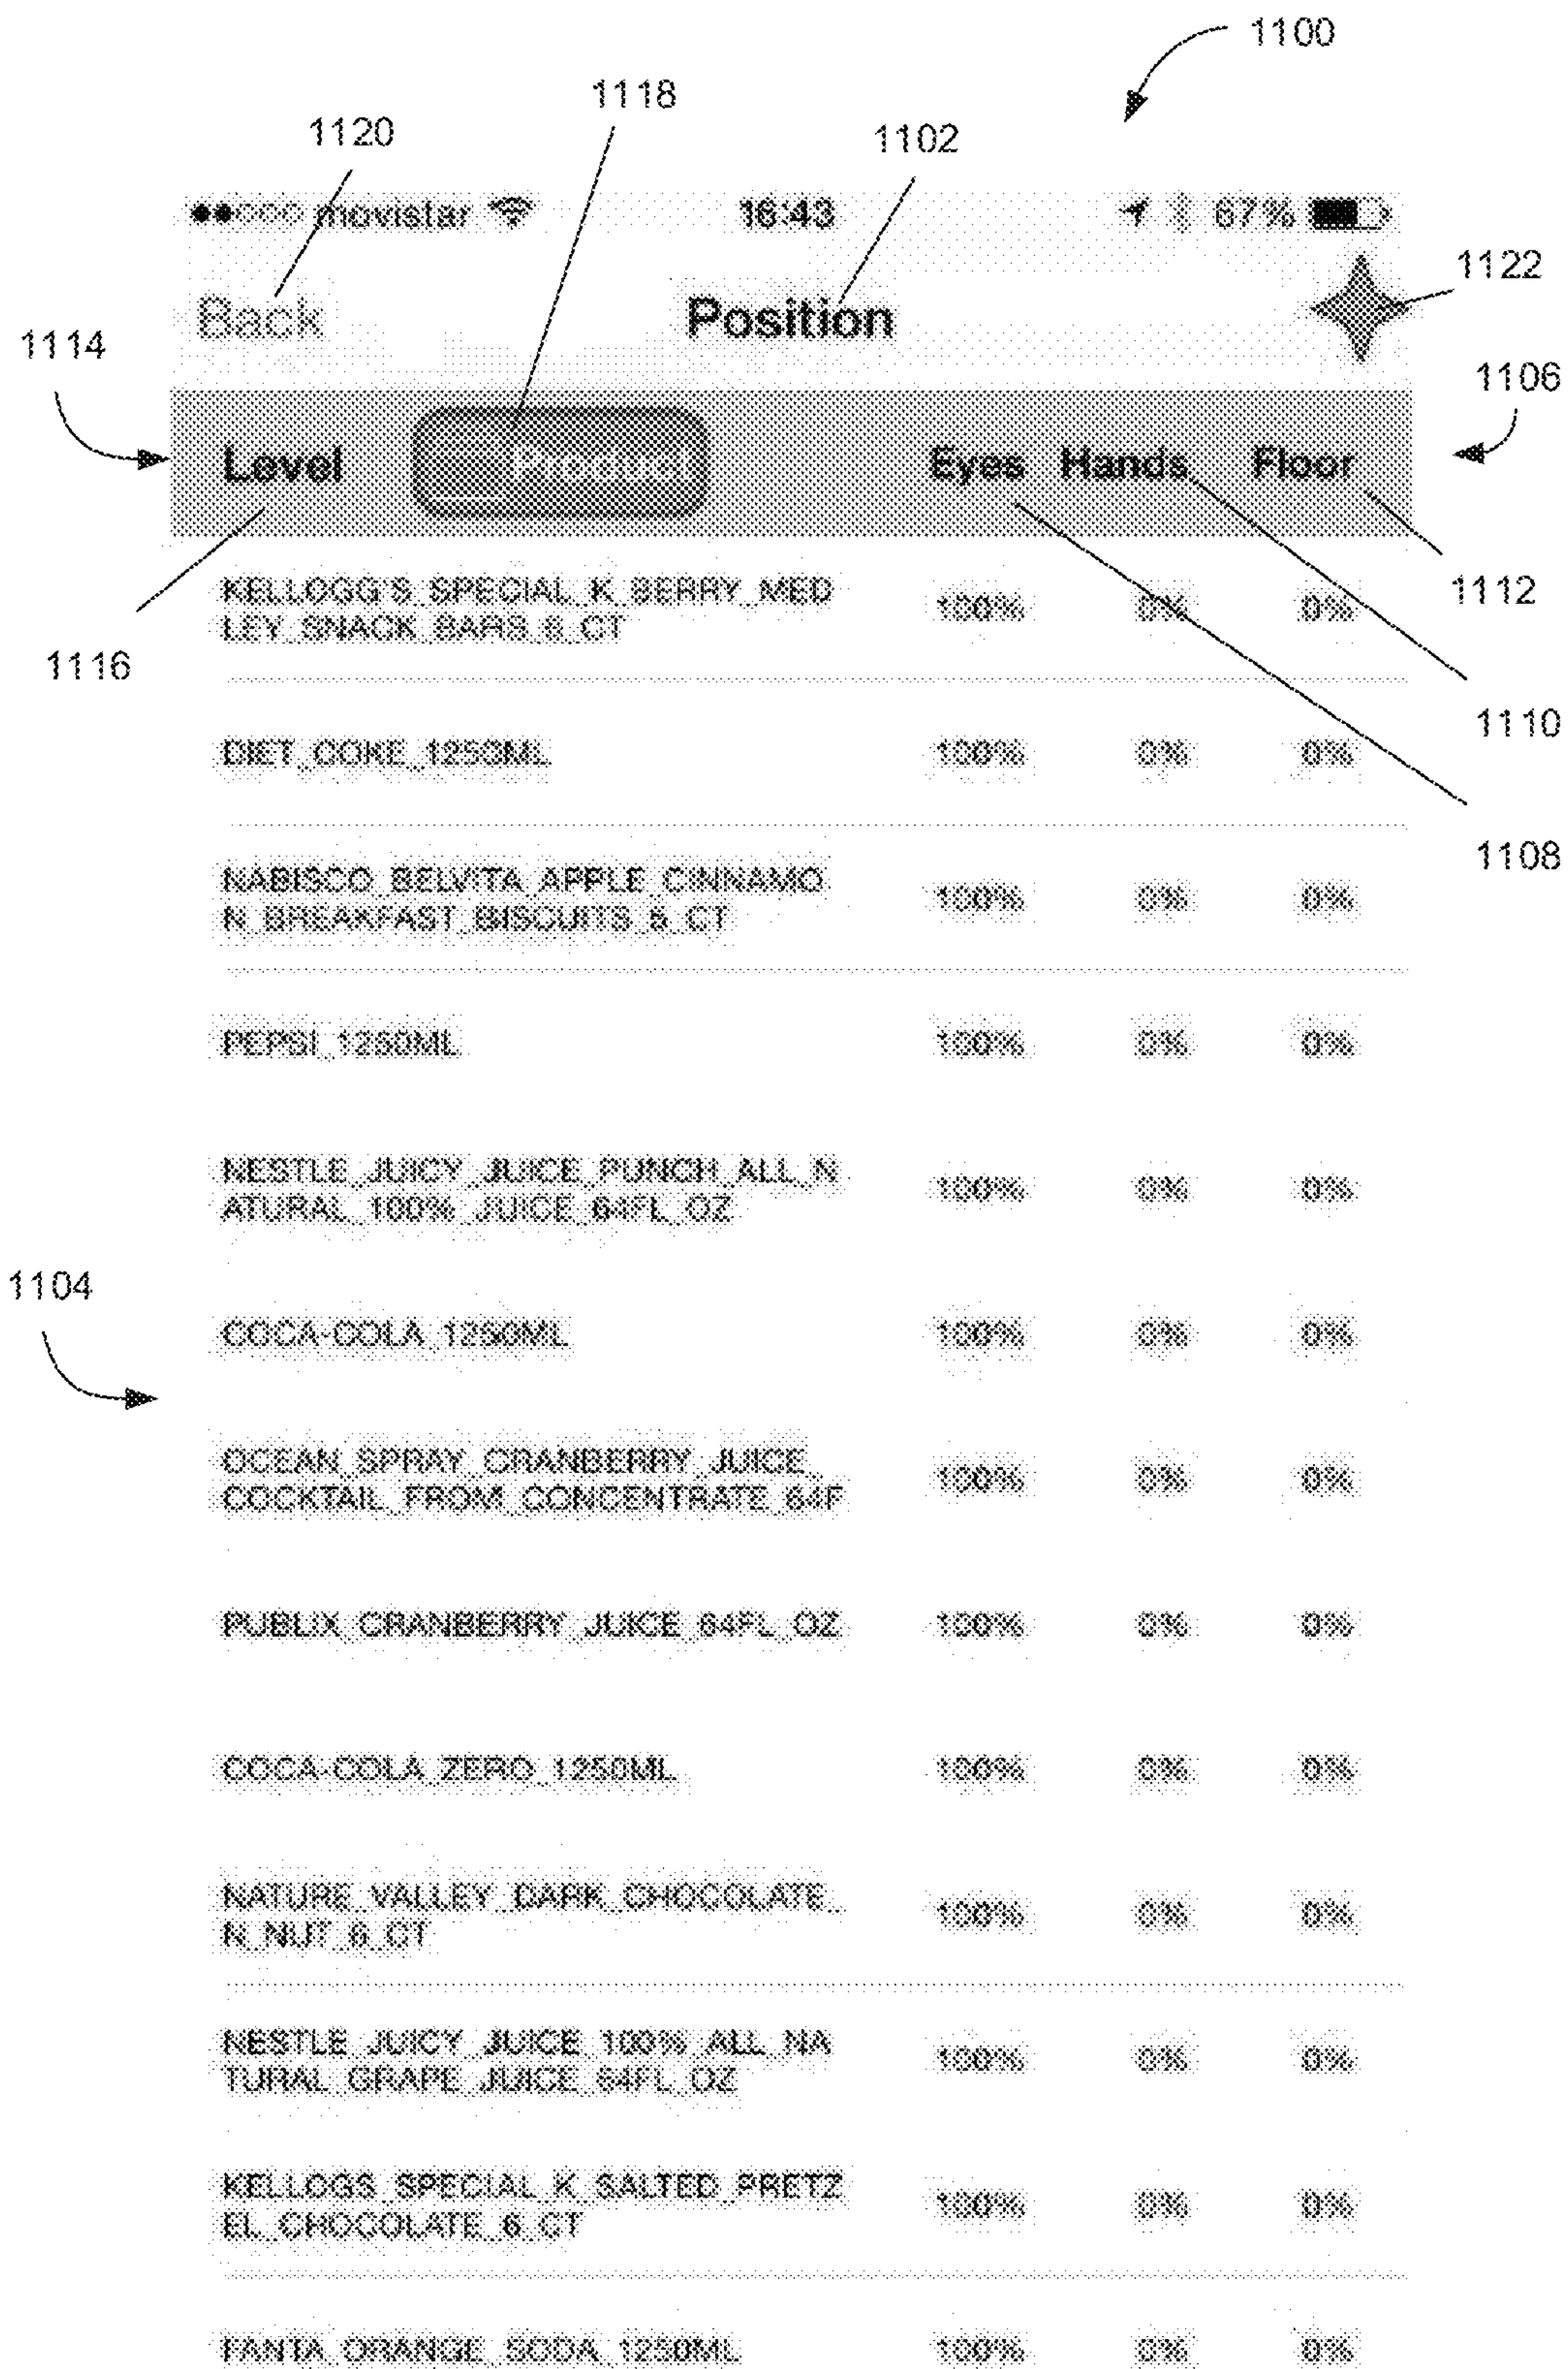 1100
1118
1120
1102
movistar 16:43 67%
1122
Back Position
1114
1106
Level Product Eyes Hands Floor
1112
KELLOGG'S_SPECIAL_K_BERRY_MED 100% 0% 0%
LEY_SNACK_BARS_6_CT
1116
1110
DIET_COKE_1250ML 100% 0% 0%
1108
NABISCO_BELVITA_APPLE_CINNAMO 100% 0% 0%
N_BREAKFAST_BISCUITS_5_CT
PEPSI_1250ML 100% 0% 0%
NESTLE_JUICY_JUICE_PUNCH_ALL_N 100% 0% 0%
ATURAL_100%_JUICE_64FL_OZ
1104
COCA-COLA_1250ML 100% 0% 0%
OCEAN_SPRAY_CRANBERRY_JUICE_ 100% 0% 0%
COCKTAIL_FROM_CONCENTRATE_64F
PUBLIX_CRANBERRY_JUICE_64FL_OZ 100% 0% 0%
COCA-COLA_ZERO_1250ML 100% 0% 0%
NATURE_VALLEY_DARK_CHOCOLATE_ 100% 0% 0%
N_NUT_6_CT
NESTLE_JUICY_JUICE_100%_ALL_NA 100% 0% 0%
TURAL_GRAPE_JUICE_64FL_OZ
KELLOGS_SPECIAL_K_SALTED_PRETZ 100% 0% 0%
EL_CHOCOLATE_6_CT
FANTA_ORANGE_SODA_1250ML 100% 0% 0%